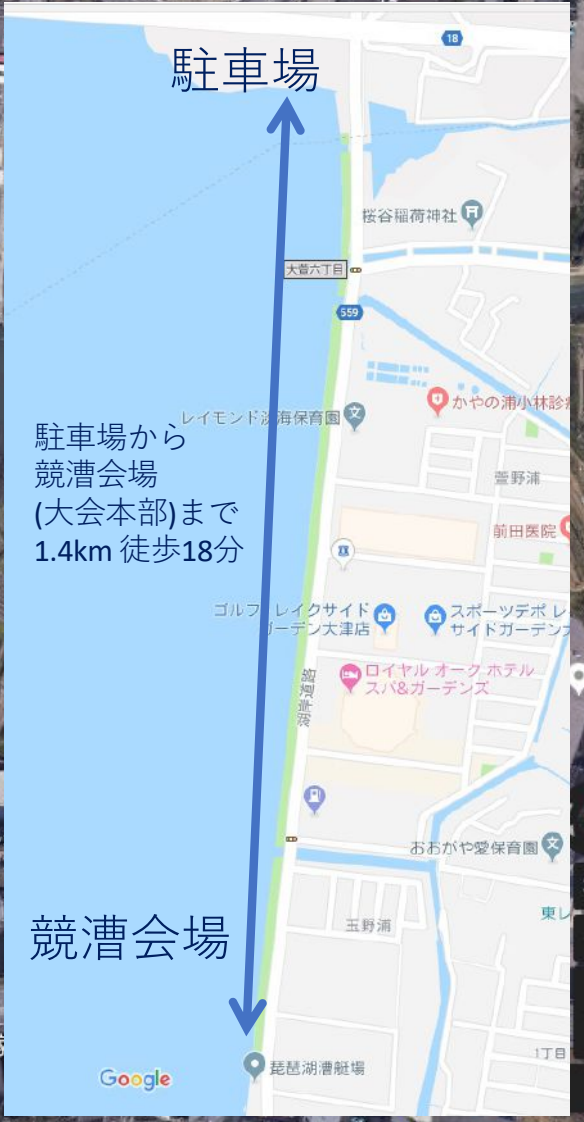 駐車場
18
桜谷稲荷神社
大萱六丁目
559
かやの浦小林診
レイモンド淡海保育園
駐車場から
競漕会場
(大会本部)まで
1.4km 徒歩18分
萱野浦
前田医院
ゴルフ レイクサイド
ガーデン大津店
スポーツデポ レ
サイドガーデン
ロイヤル オーク ホテル
スパ&ガーデンズ
湖岸道路
おおがや愛保育園
競漕会場
玉野浦
東レ
琵琶湖漕艇場
1丁目
Google